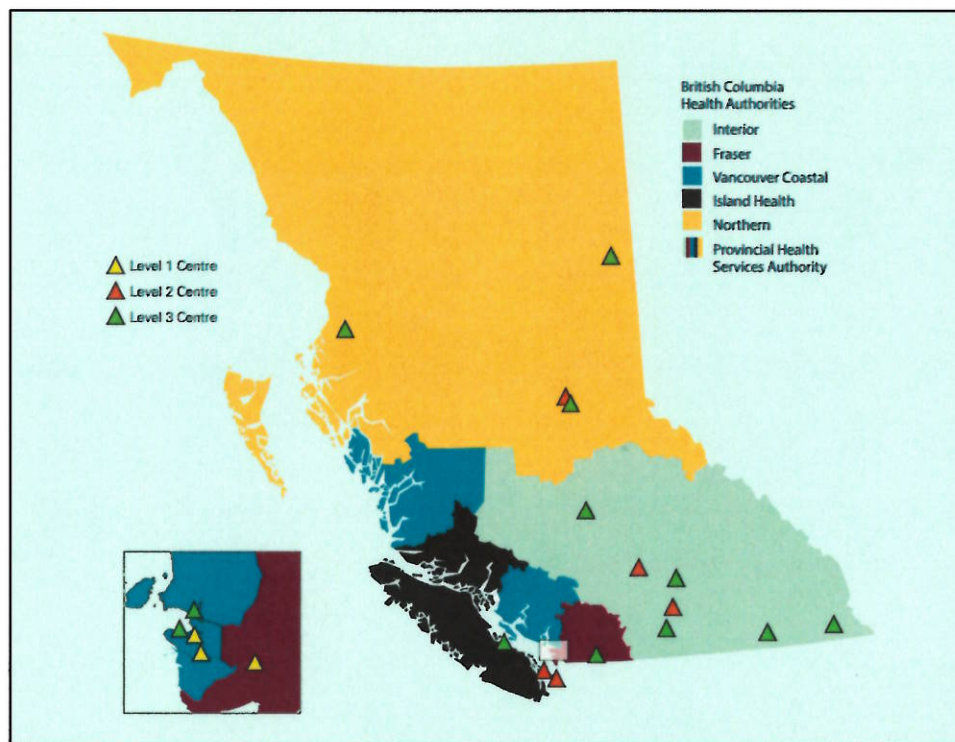 British Columbia
Health Authorities
Interior
Fraser
Vancouver Coastal
Island Health
Northern
Provincial Health
Services Authority
Level 1 Centre
Level 2 Centre
Level 3 Centre